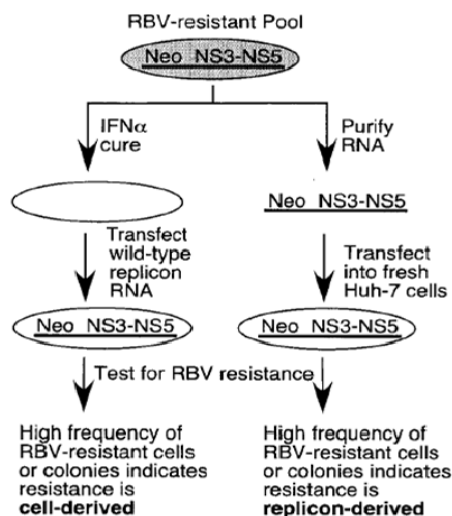 RBV-resistant Pool
Neo NS3-NS5
IFNα
cure
Purify
RNA
Neo NS3-NS5
Transfect
wild-type
replicon
RNA
Transfect
into fresh
Huh-7 cells
Neo NS3-NS5
Neo NS3-NS5
Test for RBV resistance
High frequency of
RBV-resistant cells
or colonies indicates
resistance is
cell-derived
High frequency of
RBV-resistant cells
or colonies indicates
resistance is
replicon-derived